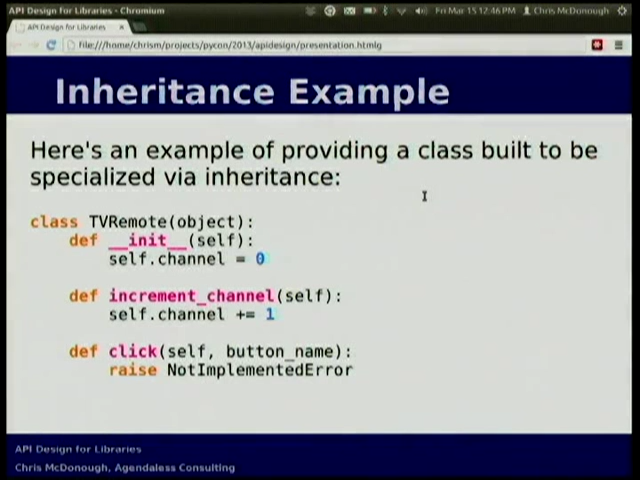 API Design for Libraries - Chromium
Fri Mar 15 12:46 PM
Chris McDonough
API Design for Libraries
file:///home/chrism/projects/pycon/2013/apidesign/presentation.html
Inheritance Example
Here's an example of providing a class built to be
specialized via inheritance:
class TVRemote(object):
def __init__(self):
self.channel = 0
def increment_channel(self):
self.channel += 1
def click(self, button_name):
raise NotImplementedError
API Design for Libraries
Chris McDonough, Agendaless Consulting